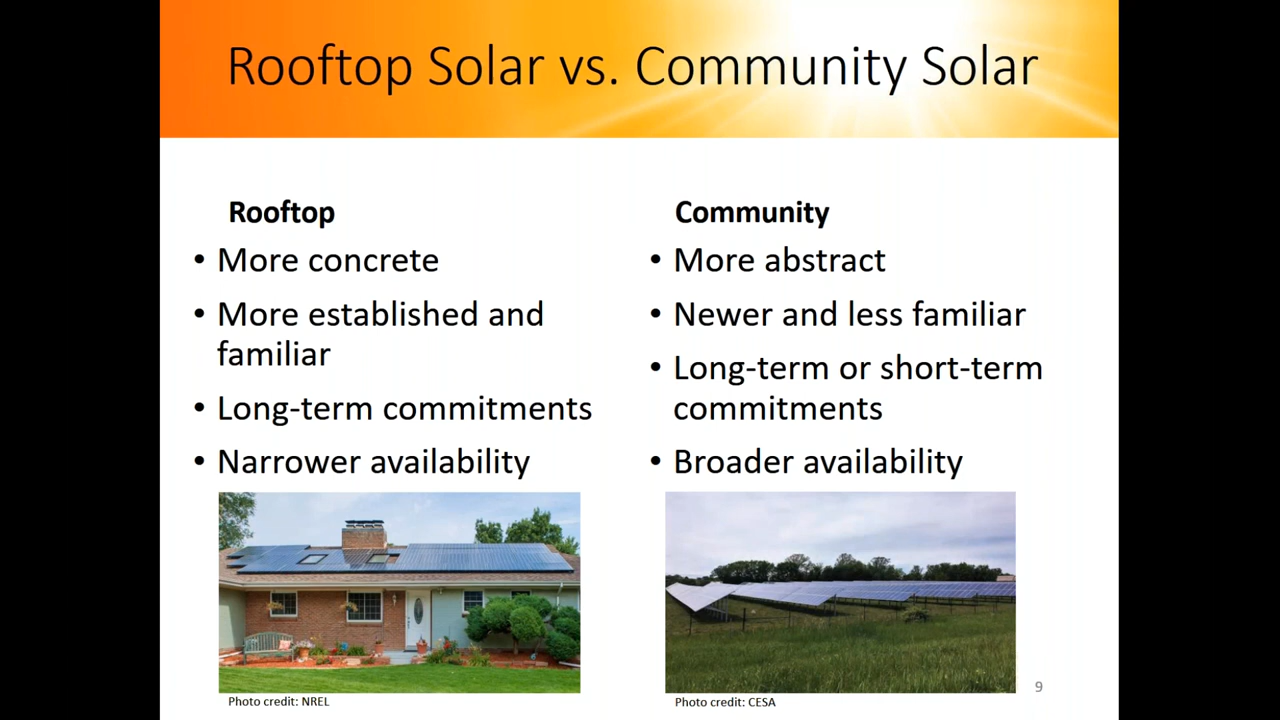 Rooftop Solar vs. Community Solar
Rooftop
• More concrete
• More established and
familiar
• Long-term commitments
• Narrower availability
Photo credit: NREL
Community
• More abstract
• Newer and less familiar
• Long-term or short-term
commitments
• Broader availability
Photo credit: CESA
9